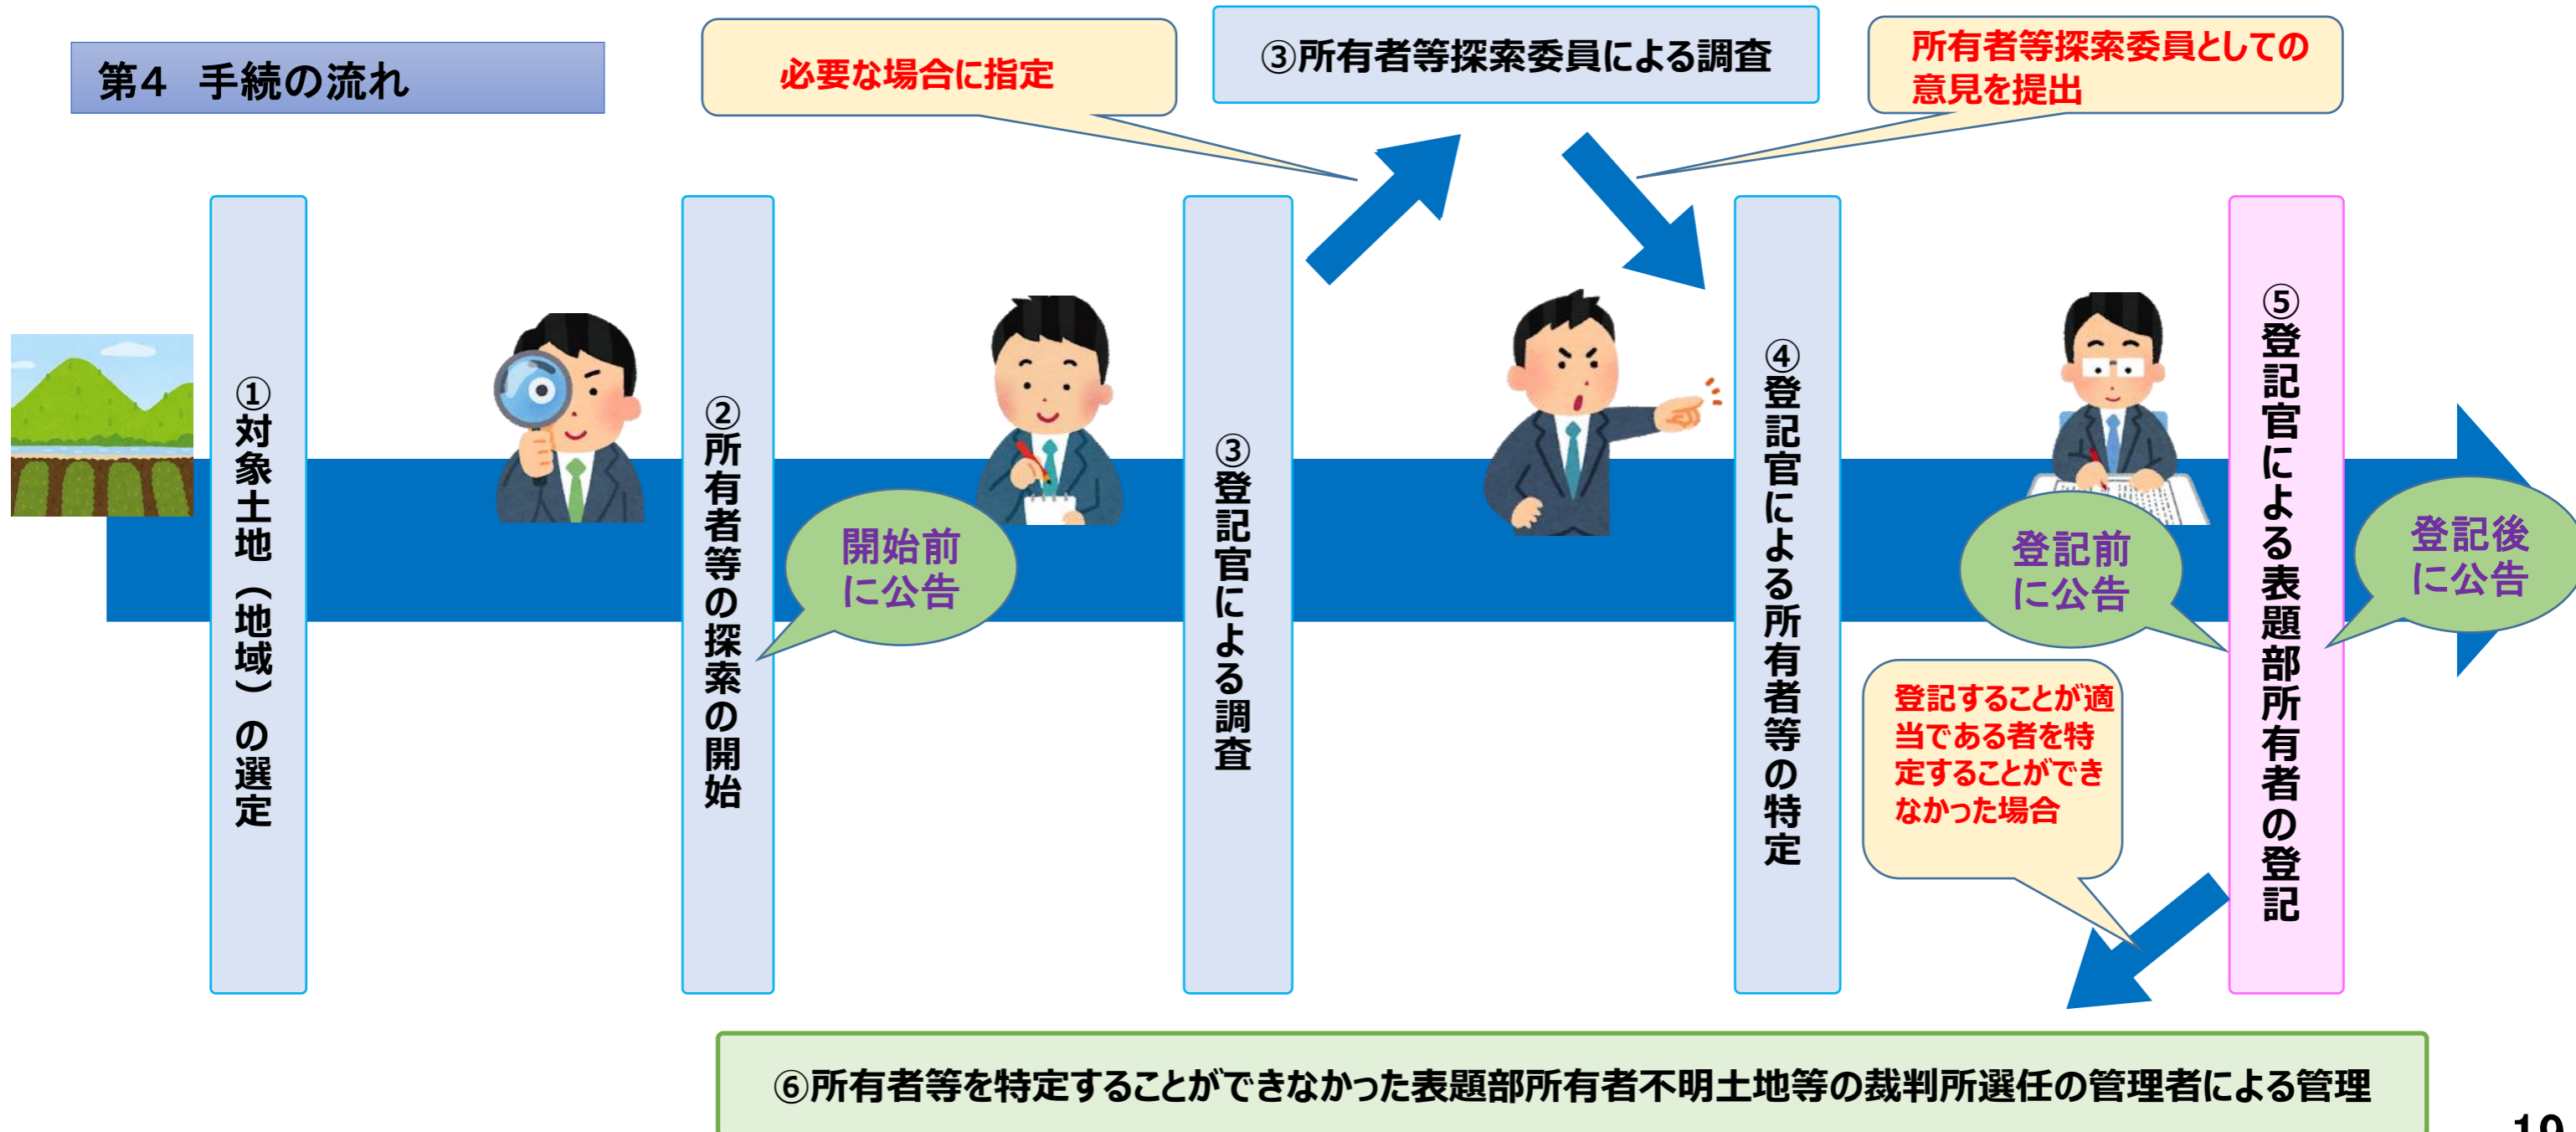 第4　手続の流れ
必要な場合に指定
③所有者等探索委員による調査
所有者等探索委員としての
意見を提出
①対象土地（地域）の選定
②所有者等の探索の開始
開始前
に公告
③登記官による調査
④登記官による所有者等の特定
登記前
に公告
⑤登記官による表題部所有者の登記
登記後
に公告
登記することが適
当である者を特
定することができ
なかった場合
⑥所有者等を特定することができなかった表題部所有者不明土地等の裁判所選任の管理者による管理